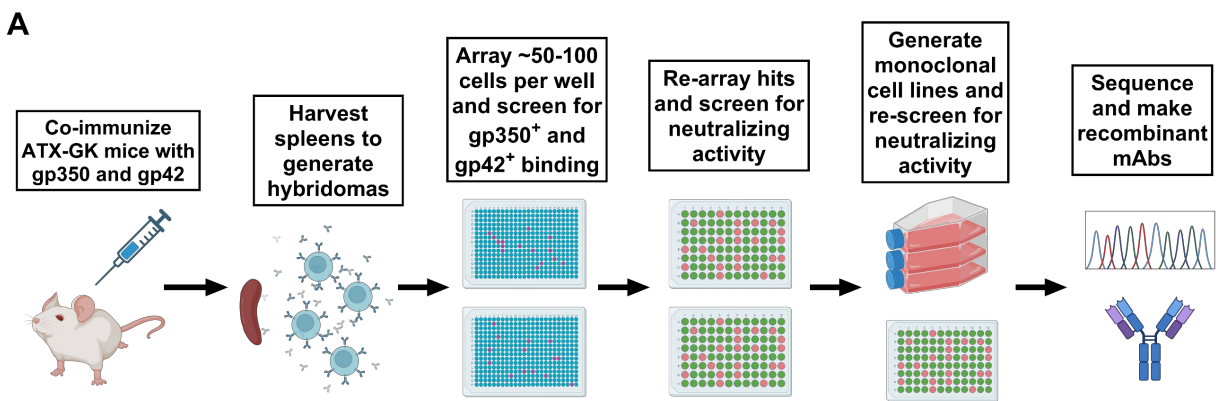 A
Co-immunize
ATX-GK mice with
gp350 and gp42
Harvest
spleens to
generate
hybridomas
Array ~50-100
cells per well
and screen for
gp350⁺ and
gp42⁺ binding
Re-array hits
and screen for
neutralizing
activity
Generate
monoclonal
cell lines and
re-screen for
neutralizing
activity
Sequence
and make
recombinant
mAbs